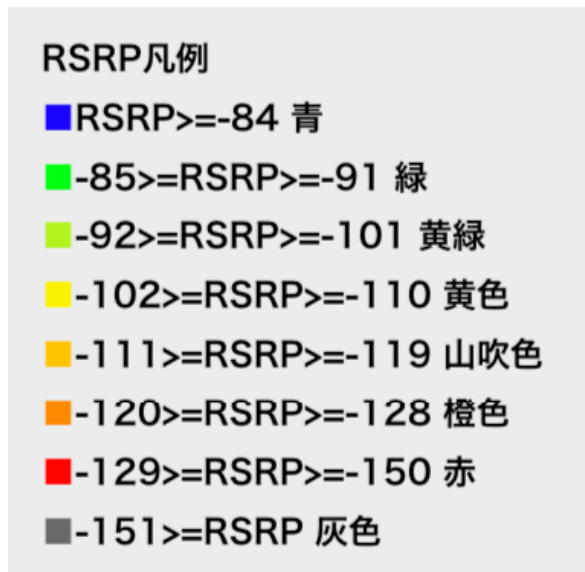 RSRP凡例
■RSRP>=-84 青
■-85>=RSRP>=-91 緑
■-92>=RSRP>=-101 黄緑
■-102>=RSRP>=-110 黄色
■-111>=RSRP>=-119 山吹色
■-120>=RSRP>=-128 橙色
■-129>=RSRP>=-150 赤
■-151>=RSRP 灰色